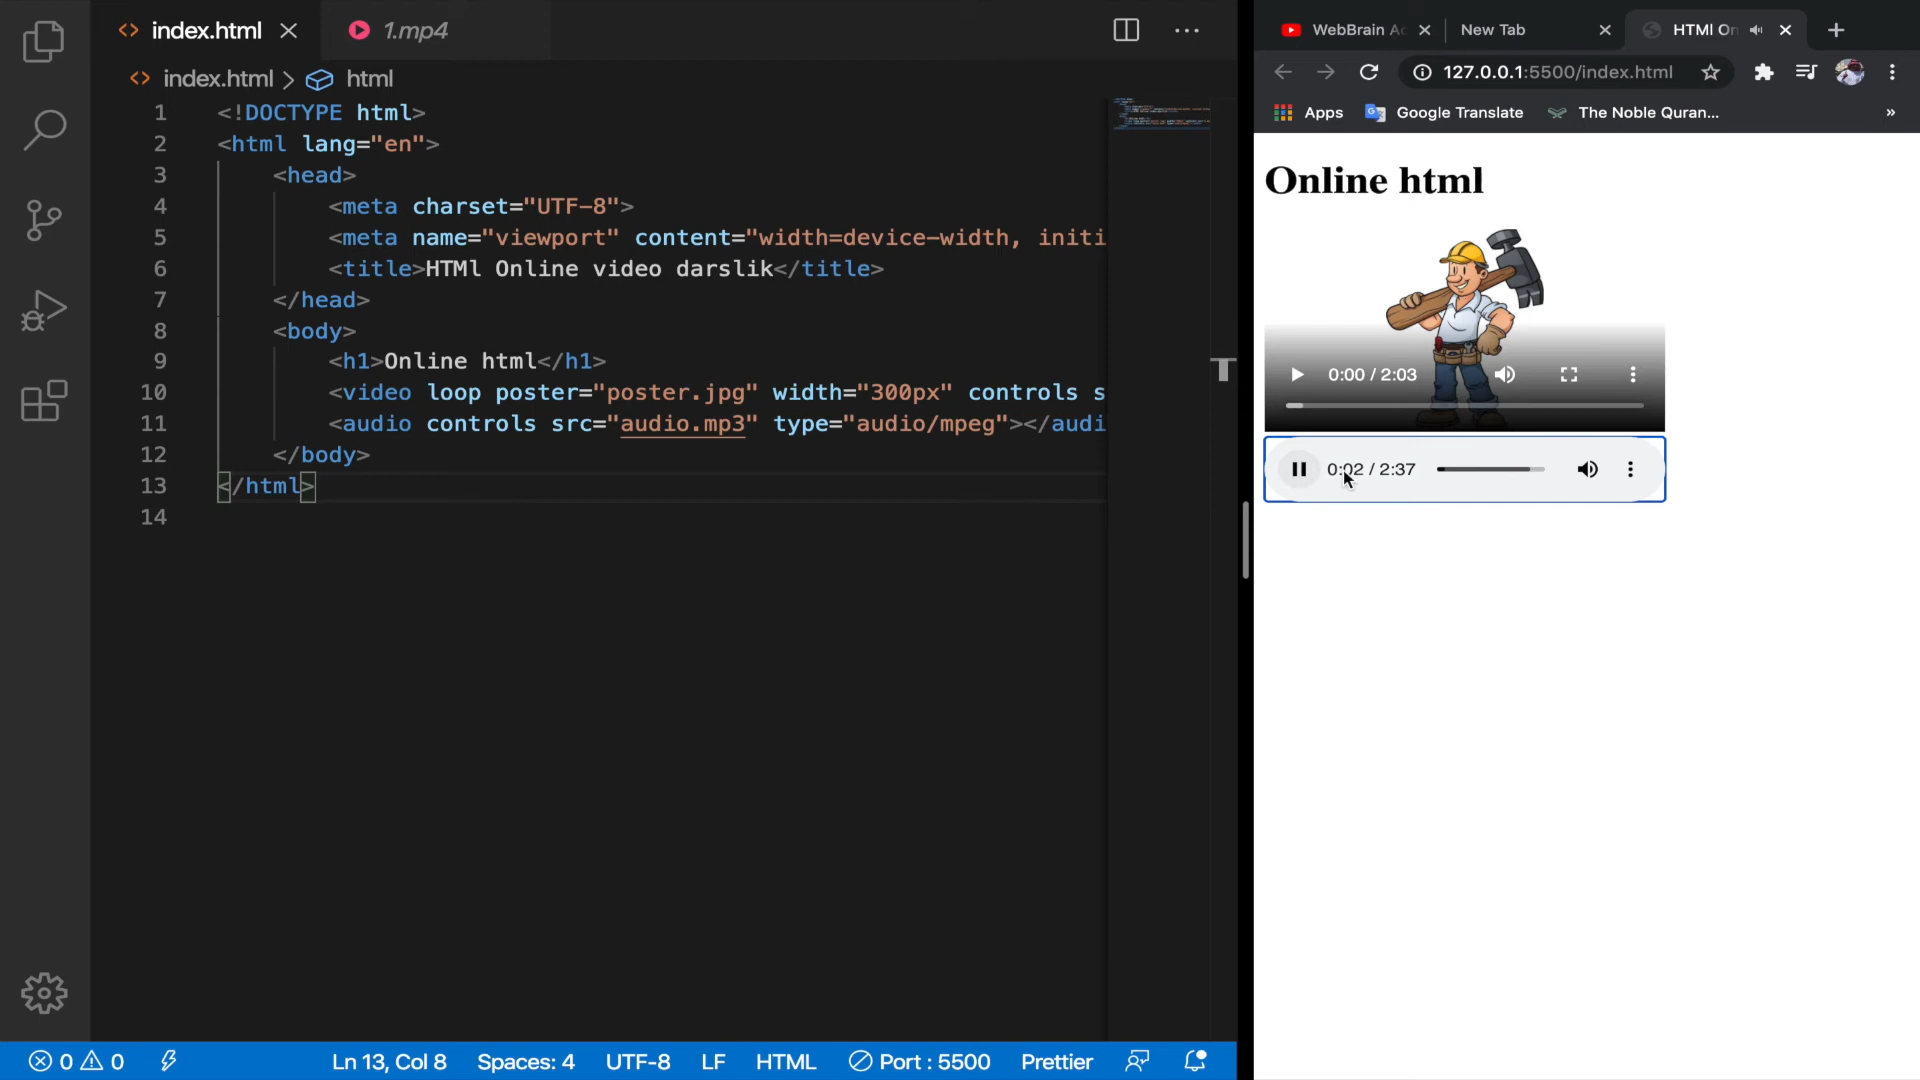 index.html
1.mp4
index.html > html
1 <!DOCTYPE html>
2 <html lang="en">
3 <head>
4 <meta charset="UTF-8">
5 <meta name="viewport" content="width=device-width, initi
6 <title>HTMl Online video darslik</title>
7 </head>
8 <body>
9 <h1>Online html</h1>
10 <video loop poster="poster.jpg" width="300px" controls s
11 <audio controls src="audio.mp3" type="audio/mpeg"></audi
12 </body>
13 </html>
14
0 0 Ln 13, Col 8 Spaces: 4 UTF-8 LF HTML Port : 5500 Prettier
WebBrain Ac New Tab HTMl On
127.0.0.1:5500/index.html
Apps Google Translate The Noble Quran... »
Online html
0:00 / 2:03
0:02 / 2:37